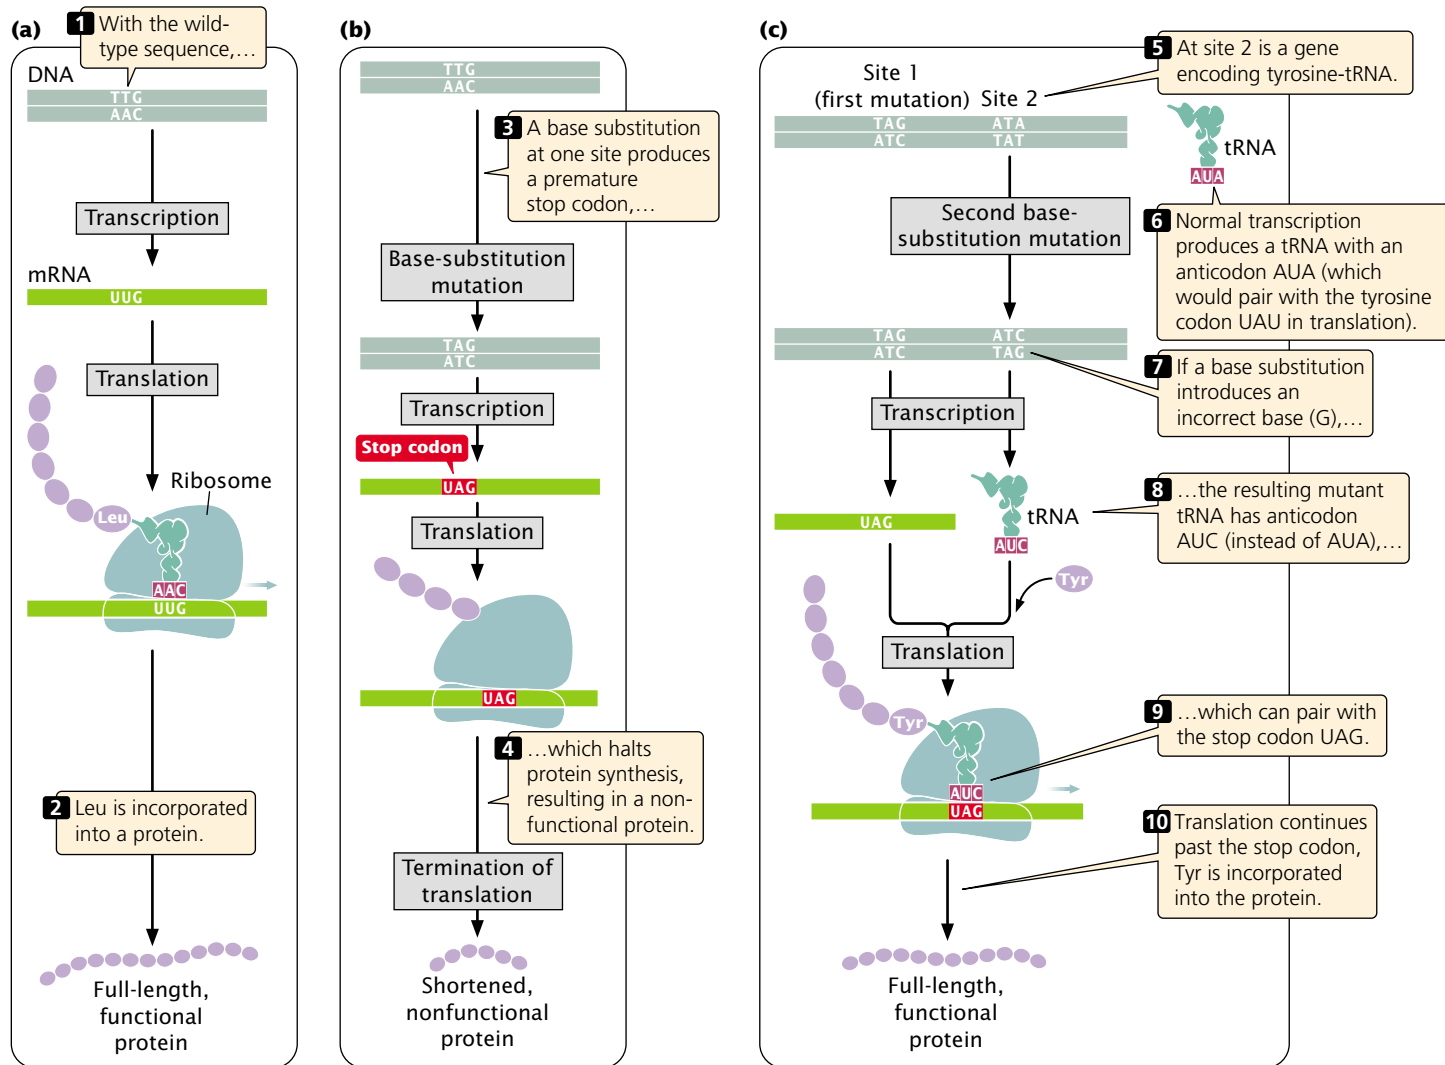 (a)
1 With the wild-
type sequence,…
DNA
TTG
AAC
Transcription
mRNA
UUG
Translation
Ribosome
Leu
AAC
UUG
2 Leu is incorporated
into a protein.
Full-length,
functional
protein
(b)
TTG
AAC
3 A base substitution
at one site produces
a premature
stop codon,…
Base-substitution
mutation
TAG
ATC
Transcription
Stop codon
UAG
Translation
UAG
4 …which halts
protein synthesis,
resulting in a non-
functional protein.
Termination of
translation
Shortened,
nonfunctional
protein
(c)
5 At site 2 is a gene
encoding tyrosine-tRNA.
Site 1
(first mutation) Site 2
TAG ATA
ATC TAT
tRNA
AUA
Second base-
substitution mutation
6 Normal transcription
produces a tRNA with an
anticodon AUA (which
would pair with the tyrosine
codon UAU in translation).
TAG ATC
ATC TAG
7 If a base substitution
introduces an
incorrect base (G),…
Transcription
UAG
tRNA
AUC
8 …the resulting mutant
tRNA has anticodon
AUC (instead of AUA),…
Tyr
Translation
Tyr
AUC
UAG
9 …which can pair with
the stop codon UAG.
10 Translation continues
past the stop codon,
Tyr is incorporated
into the protein.
Full-length,
functional
protein